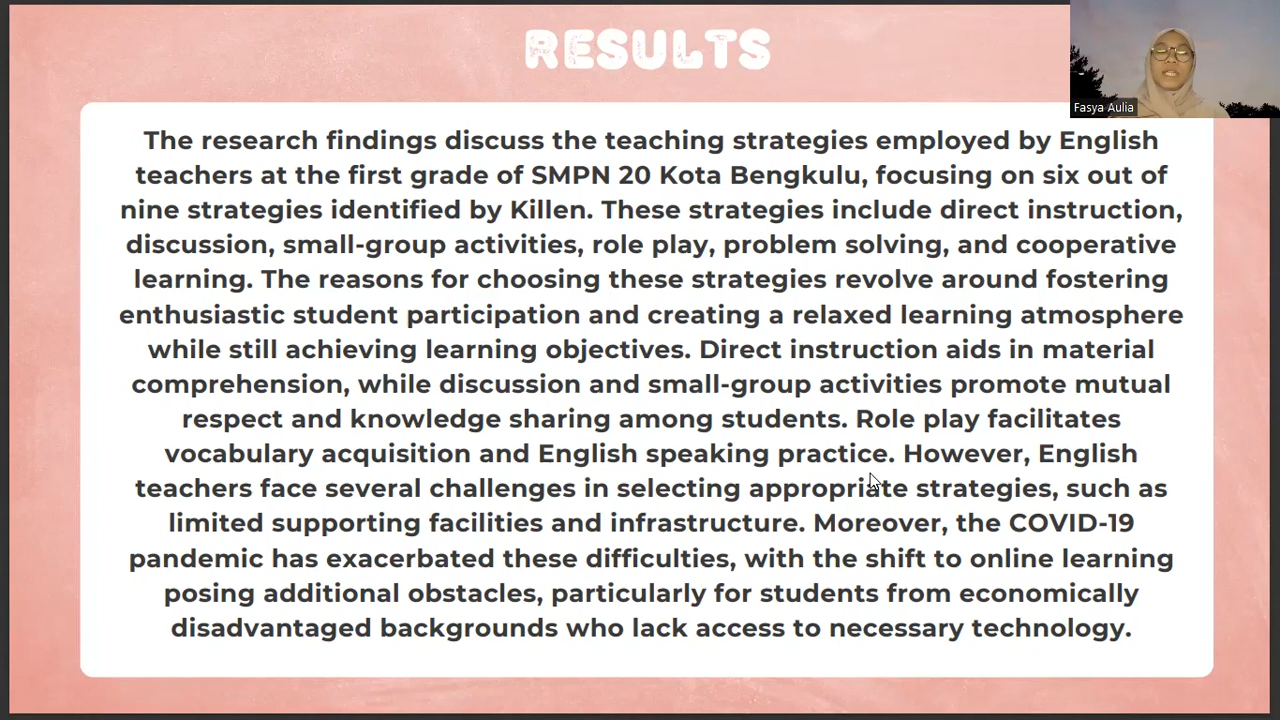 RESULTS
Fasya Aulia
The research findings discuss the teaching strategies employed by English
teachers at the first grade of SMPN 20 Kota Bengkulu, focusing on six out of
nine strategies identified by Killen. These strategies include direct instruction,
discussion, small-group activities, role play, problem solving, and cooperative
learning. The reasons for choosing these strategies revolve around fostering
enthusiastic student participation and creating a relaxed learning atmosphere
while still achieving learning objectives. Direct instruction aids in material
comprehension, while discussion and small-group activities promote mutual
respect and knowledge sharing among students. Role play facilitates
vocabulary acquisition and English speaking practice. However, English
teachers face several challenges in selecting appropriate strategies, such as
limited supporting facilities and infrastructure. Moreover, the COVID-19
pandemic has exacerbated these difficulties, with the shift to online learning
posing additional obstacles, particularly for students from economically
disadvantaged backgrounds who lack access to necessary technology.